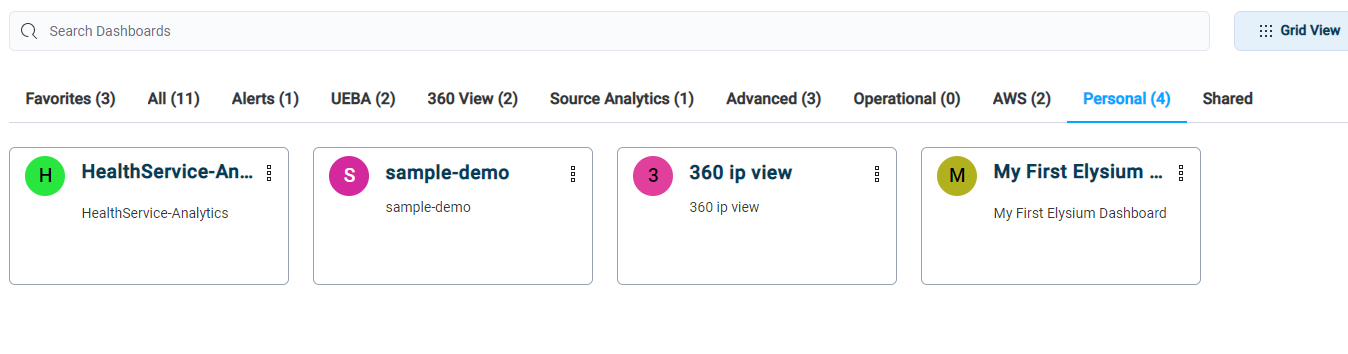 Search Dashboards
Grid View
Favorites (3) All (11) Alerts (1) UEBA (2) 360 View (2) Source Analytics (1) Advanced (3) Operational (0) AWS (2) Personal (4) Shared
H HealthService-An...
HealthService-Analytics
S sample-demo
sample-demo
3 360 ip view
360 ip view
M My First Elysium ...
My First Elysium Dashboard